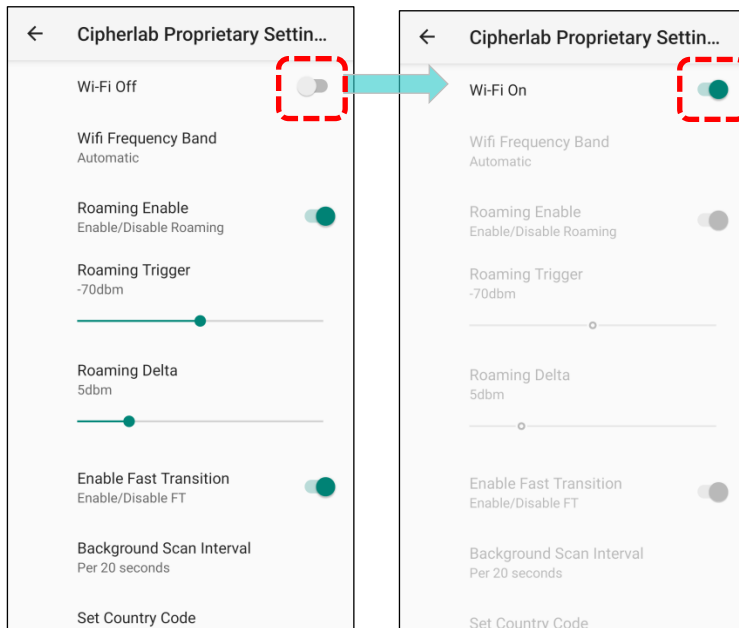 Cipherlab Proprietary Settin...
Wi-Fi Off
Wifi Frequency Band
Automatic
Roaming Enable
Enable/Disable Roaming
Roaming Trigger
-70dbm
Roaming Delta
5dbm
Enable Fast Transition
Enable/Disable FT
Background Scan Interval
Per 20 seconds
Set Country Code
Cipherlab Proprietary Settin...
Wi-Fi On
Wifi Frequency Band
Automatic
Roaming Enable
Enable/Disable Roaming
Roaming Trigger
-70dbm
Roaming Delta
5dbm
Enable Fast Transition
Enable/Disable FT
Background Scan Interval
Per 20 seconds
Set Country Code